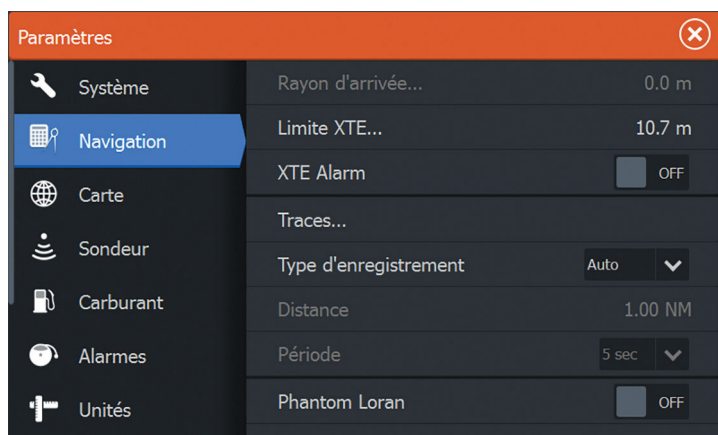 Paramètres
Système
Navigation
Carte
Sondeur
Carburant
Alarmes
Unités
Rayon d'arrivée... 0.0 m
Limite XTE... 10.7 m
XTE Alarm OFF
Traces...
Type d'enregistrement Auto
Distance 1.00 NM
Période 5 sec
Phantom Loran OFF